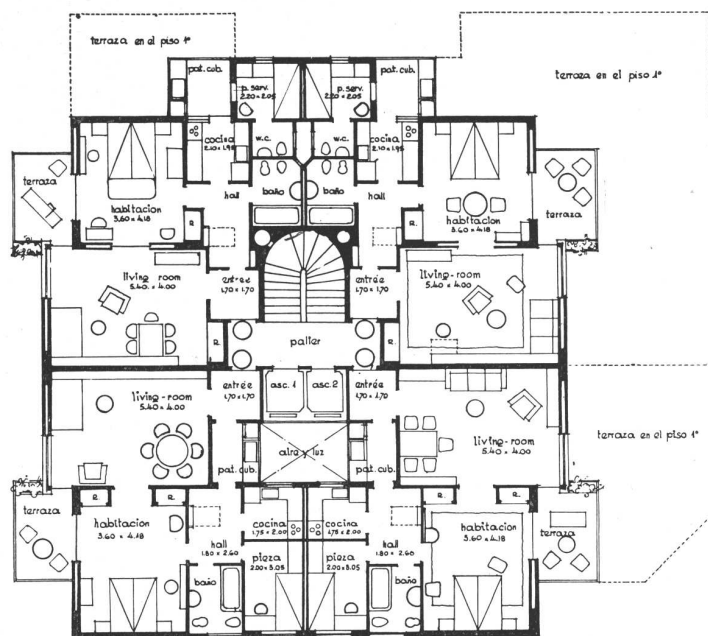 terraza en el piso 1º
terraza en el piso 1º
pat. cub.
p. serv.
2.20 x 2.05
p. serv.
2.20 x 2.05
pat. cub.
cocina
2.10 x 1.95
w.c.
w.c.
cocina
2.10 x 1.95
terraza
habitacion
3.60 x 4.18
hall
baño
baño
hall
habitacion
3.60 x 4.18
terraza
R.
R.
living room
5.40 x 4.00
entrée
1,70 x 1,70
entrée
1,70 x 1,70
living-room
5.40 x 4.00
R.
palier
R.
living-room
5.40 x 4.00
entrée
1,70 x 1,70
asc. 1
asc. 2
entrée
1,70 x 1,70
living-room
5.40 x 4.00
terraza en el piso 1º
pat. cub.
aire y luz
pat. cub.
R.
R.
R.
R.
terraza
habitacion
3.60 x 4.18
hall
1.80 x 2.60
cocina
1.75 x 2.00
cocina
1.75 x 2.00
hall
1.80 x 2.60
habitacion
3.60 x 4.18
terraza
pieza
2.00 x 3.05
pieza
2.00 x 3.05
baño
baño